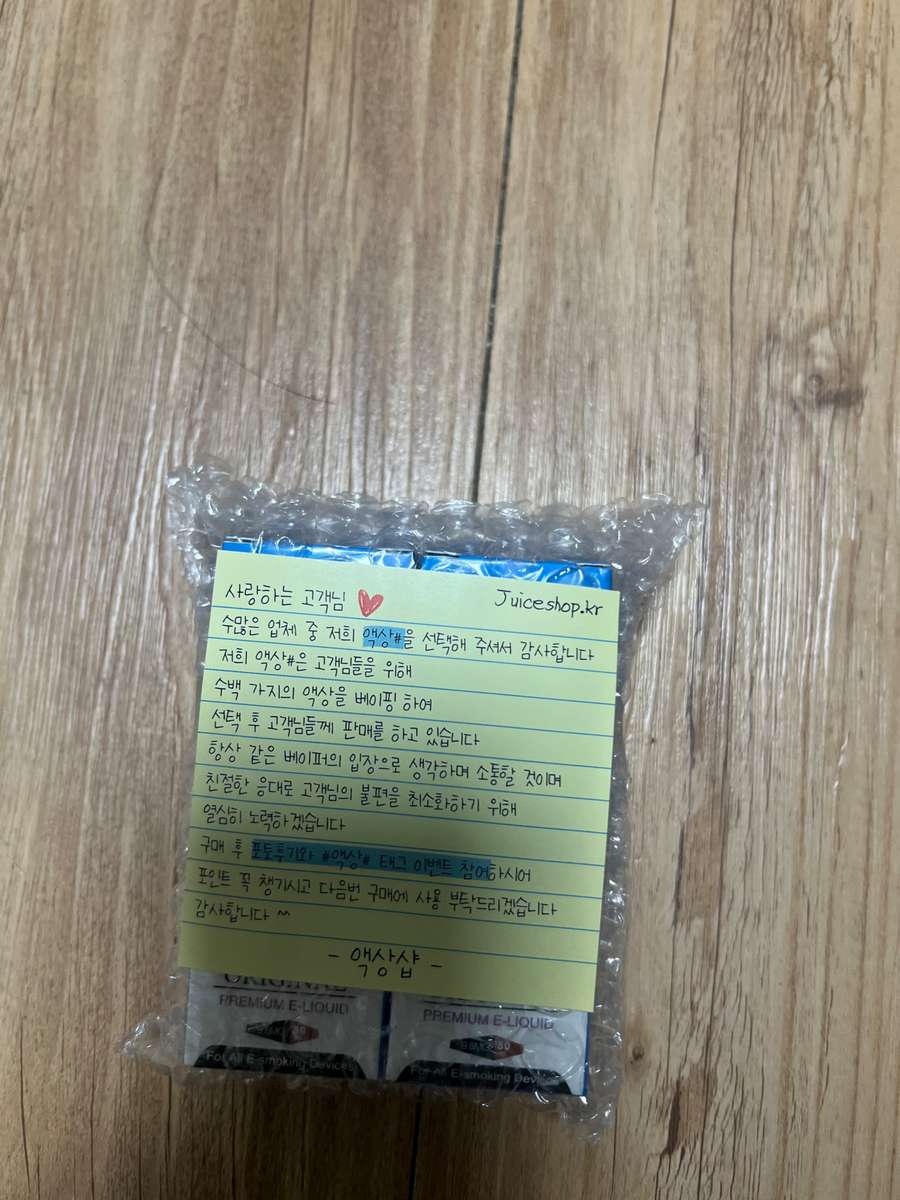 사랑하는 고객님
Juiceshop.kr
수많은 업체 중 저희 액상#을 선택해 주셔서 감사합니다
저희 액상#은 고객님들을 위해
수백 가지의 액상을 베이핑 하여
선택 후 고객님들께 판매를 하고 있습니다
항상 같은 베이퍼의 입장으로 생각하며 소통할 것이며
친절한 응대로 고객님의 불편을 최소화하기 위해
열심히 노력하겠습니다
구매 후 포토후기와 #액상# 태그 이벤트 참여하시어
포인트 꼭 챙기시고 다음번 구매에 사용 부탁드리겠습니다
감사합니다 ^^
- 액상샵 -
ORIGINAL
PREMIUM E-LIQUID
For All E-smoking Devices
PREMIUM E-LIQUID
For All E-smoking Devices